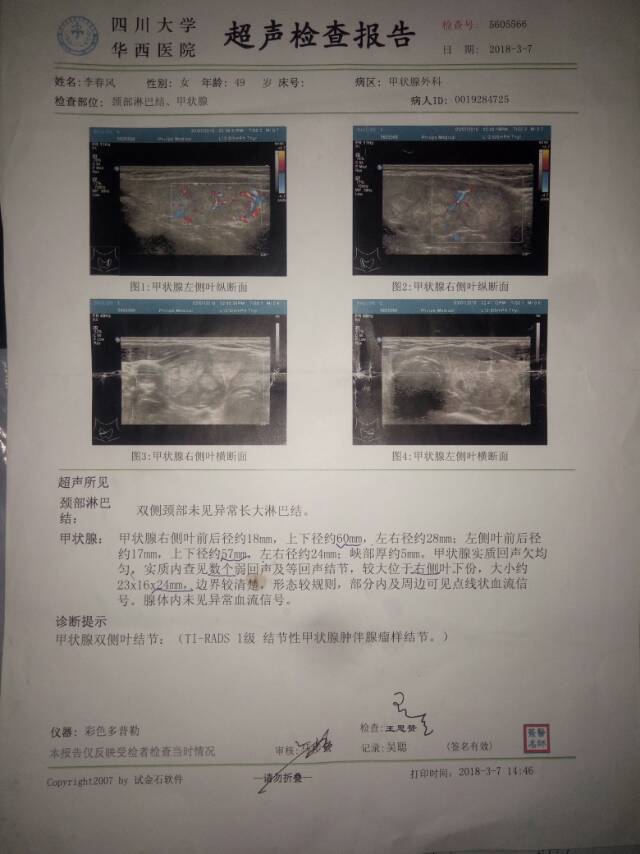 四川大学
华西医院
超声检查报告
检查号: 5605566
日 期: 2018-3-7
姓名:李春风 性别: 女 年龄: 49 岁 床号: 病区: 甲状腺外科
检查部位: 颈部淋巴结、甲状腺 病人ID: 0019284725
图1:甲状腺左侧叶纵断面
图2:甲状腺右侧叶纵断面
图3:甲状腺右侧叶横断面
图4:甲状腺左侧叶横断面
超声所见
颈部淋巴结: 双侧颈部未见异常长大淋巴结。
甲状腺: 甲状腺右侧叶前后径约18mm,上下径约60mm,左右径约28mm;左侧叶前后径
约17mm,上下径约57mm,左右径约24mm;峡部厚约5mm。甲状腺实质回声欠均
匀,实质内查见数个弱回声及等回声结节,较大位于右侧叶下份,大小约
23x16x24mm,边界较清楚,形态较规则,部分内及周边可见点线状血流信
号。腺体内未见异常血流信号。
诊断提示
甲状腺双侧叶结节:(TI-RADS 1级 结节性甲状腺肿伴腺瘤样结节。)
仪器: 彩色多普勒
检查:王思赟
本报告仅反映受检者检查当时情况
审核:
记录:吴聪
(签名有效)
Copyright2007 by 试金石软件
—请勿折叠—
打印时间: 2018-3-7 14:46